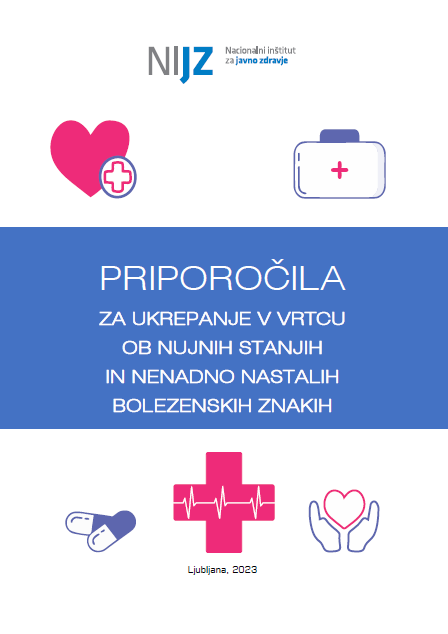 NIJZ
Nacionalni inštitut
za javno zdravje
PRIPOROČILA
ZA UKREPANJE V VRTCU
OB NUJNIH STANJIH
IN NENADNO NASTALIH
BOLEZENSKIH ZNAKIH
Ljubljana, 2023